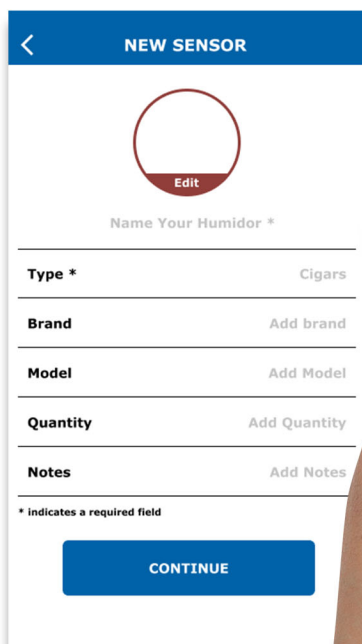 NEW SENSOR
Edit
Name Your Humidor *
Type * Cigars
Brand Add brand
Model Add Model
Quantity Add Quantity
Notes Add Notes
* indicates a required field
CONTINUE